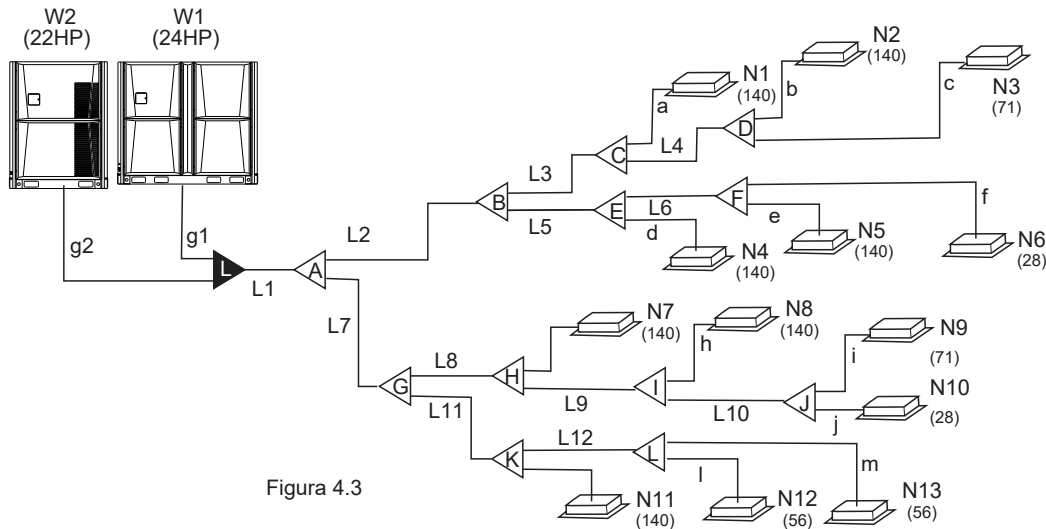 W2
(22HP)
W1
(24HP)
N1
(140)
N2
(140)
N3
(71)
a
b
c
C
L4
D
L3
B
L5
E
L6
F
d
e
f
N4
(140)
N5
(140)
N6
(28)
L2
g2
g1
L
L1
A
L7
N7
(140)
N8
(140)
N9
(71)
N10
(28)
h
i
j
L8
G
H
L9
I
L10
J
L11
L12
K
L
l
m
N11
(140)
N12
(56)
N13
(56)
Figura 4.3